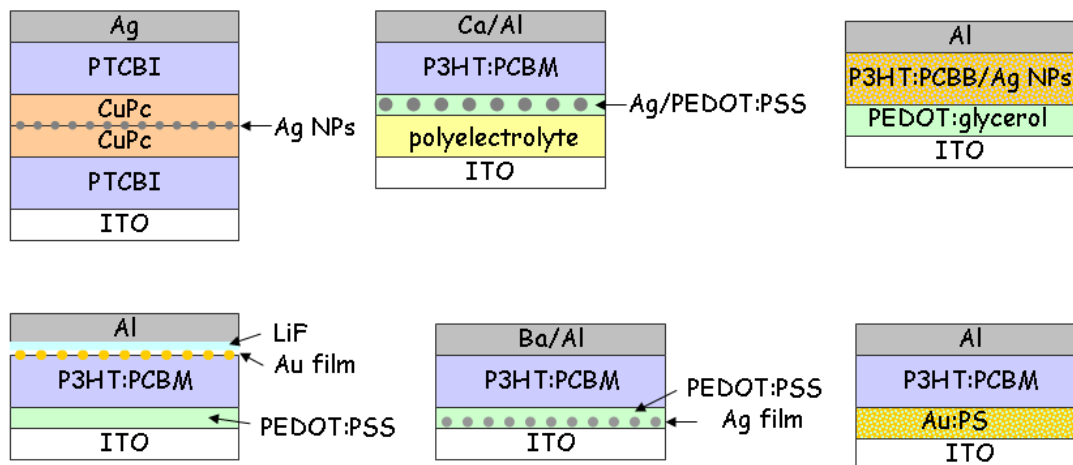 Ag
PTCBI
CuPc
CuPc
PTCBI
ITO
Ag NPs
Ca/Al
P3HT:PCBM
polyelectrolyte
ITO
Ag/PEDOT:PSS
Al
P3HT:PCBB/Ag NPs
PEDOT:glycerol
ITO
Al
P3HT:PCBM
ITO
LiF
Au film
PEDOT:PSS
Ba/Al
P3HT:PCBM
ITO
PEDOT:PSS
Ag film
Al
P3HT:PCBM
Au:PS
ITO